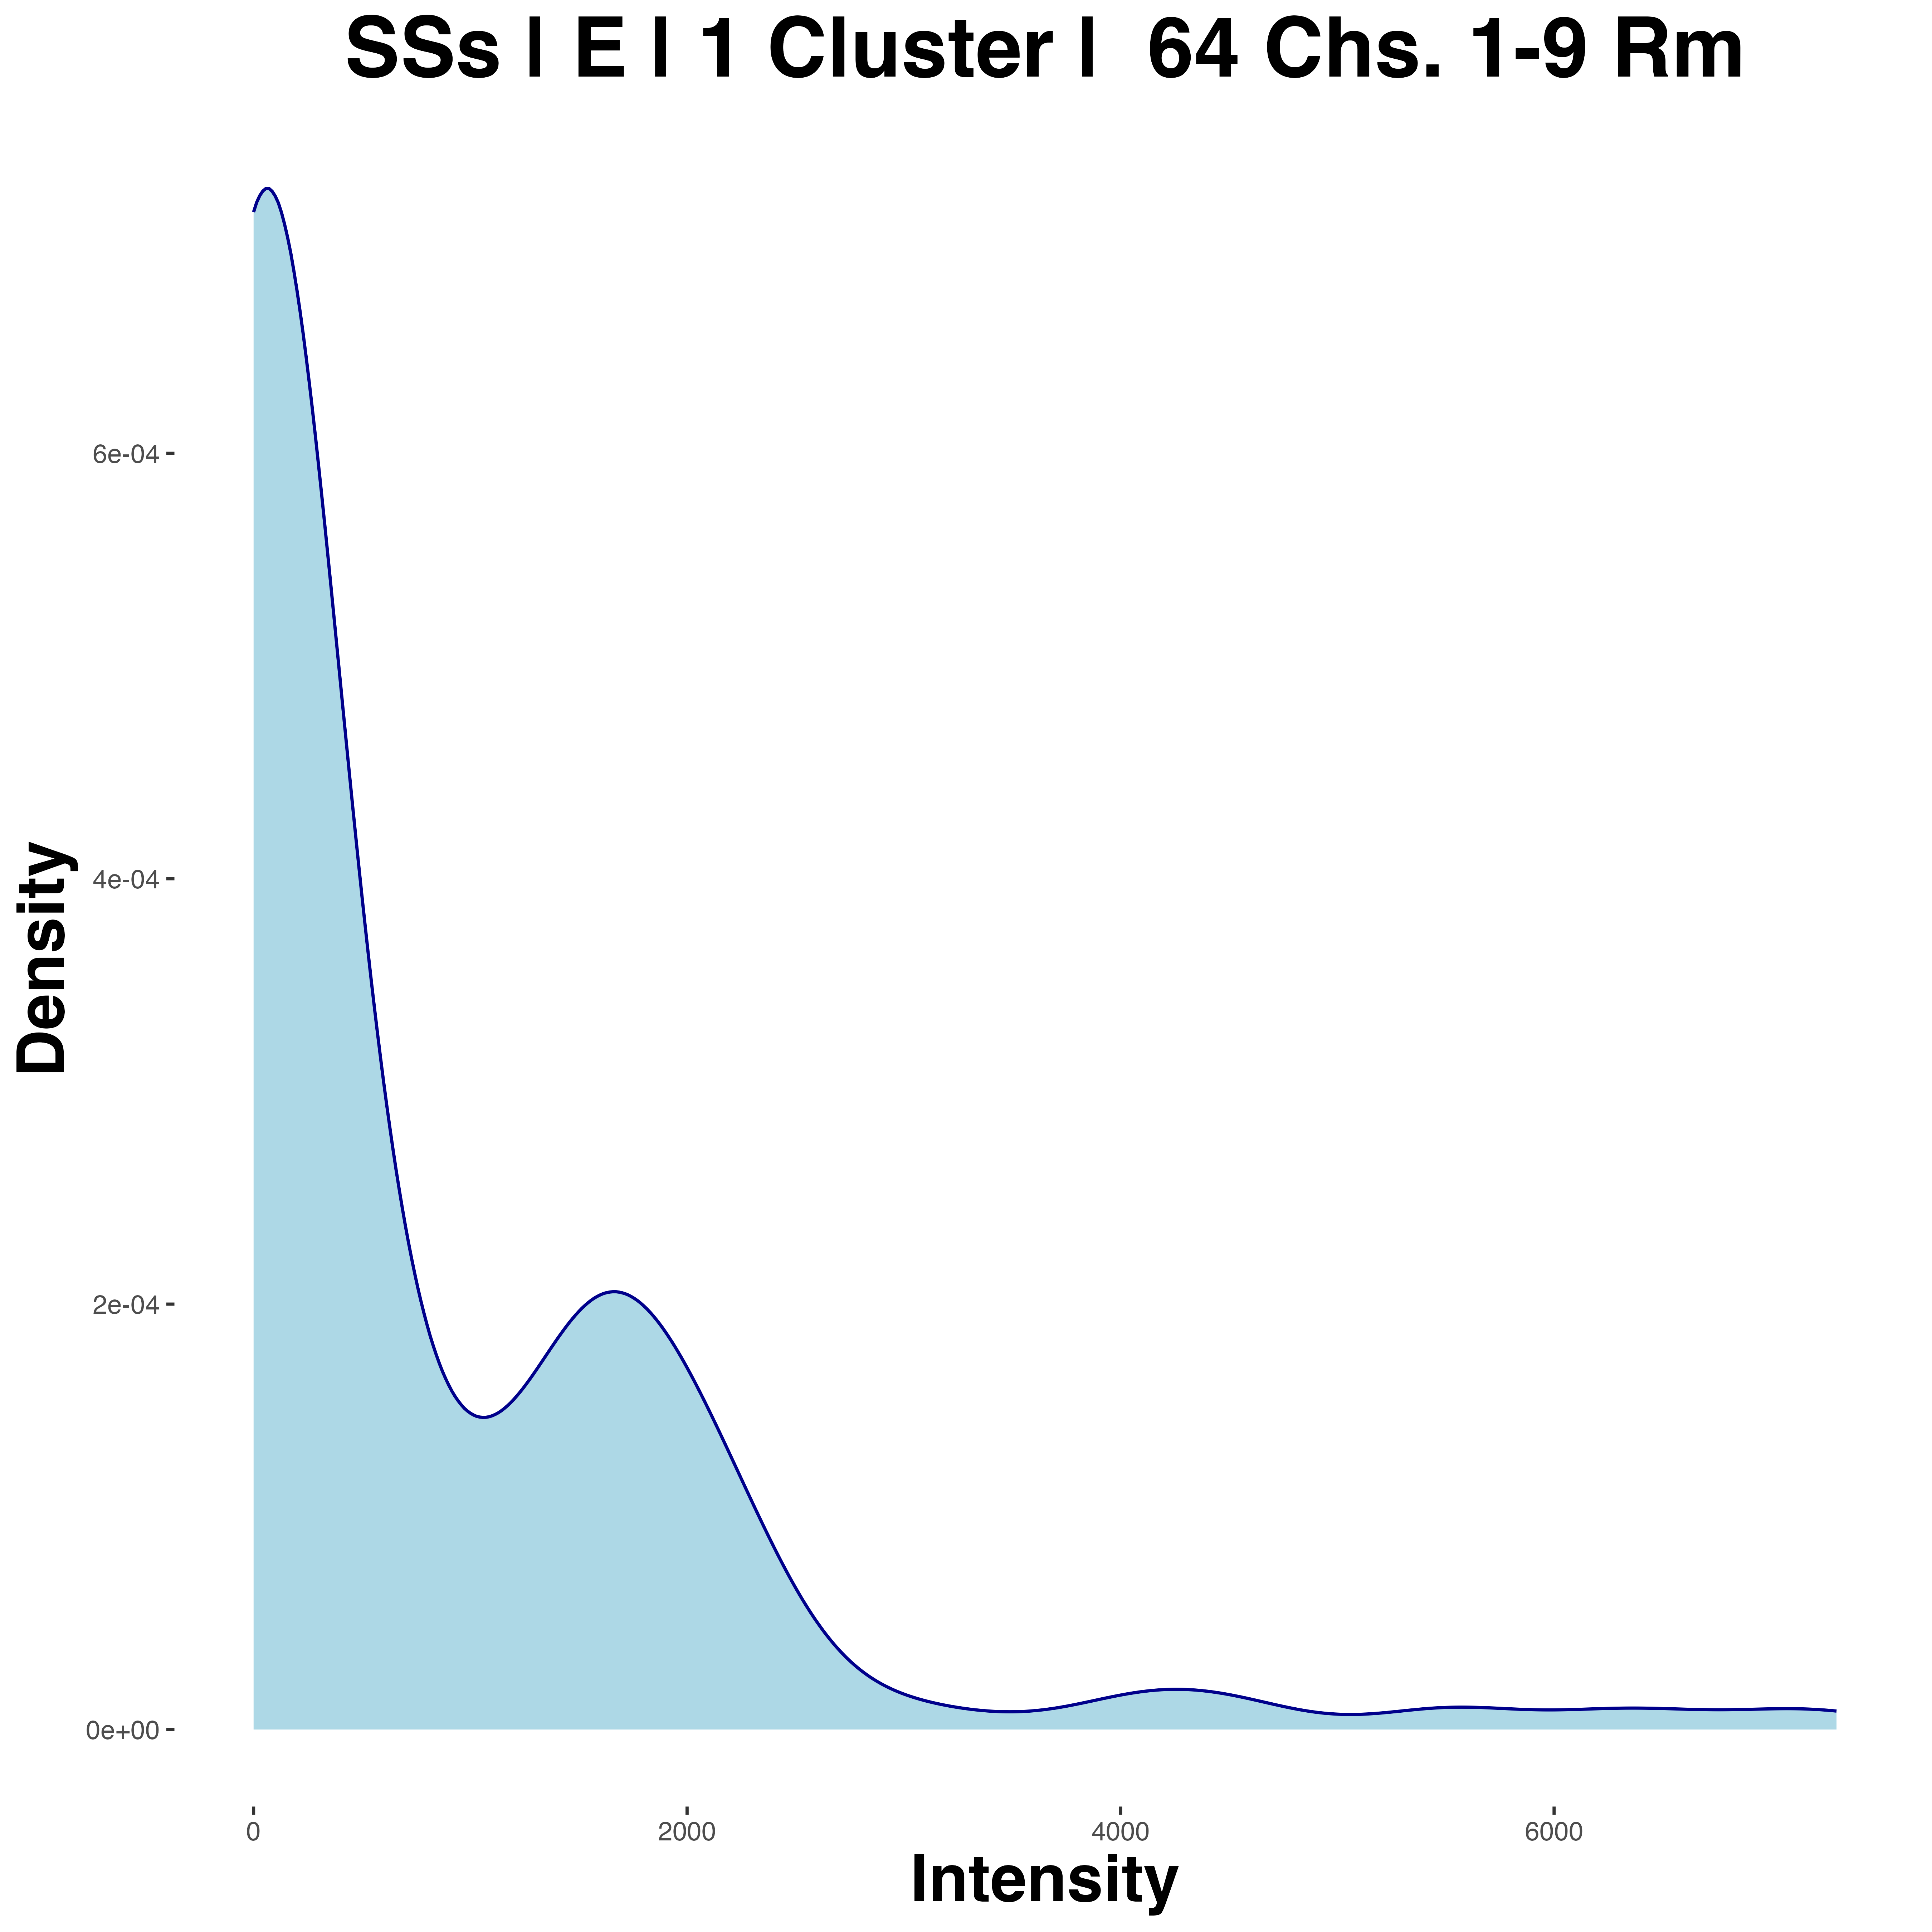 SSs | E | 1 Cluster |  64 Chs. 1-9 Rm
6e-04
4e-04
2e-04
0e+00
Density
0 2000 4000 6000
Intensity